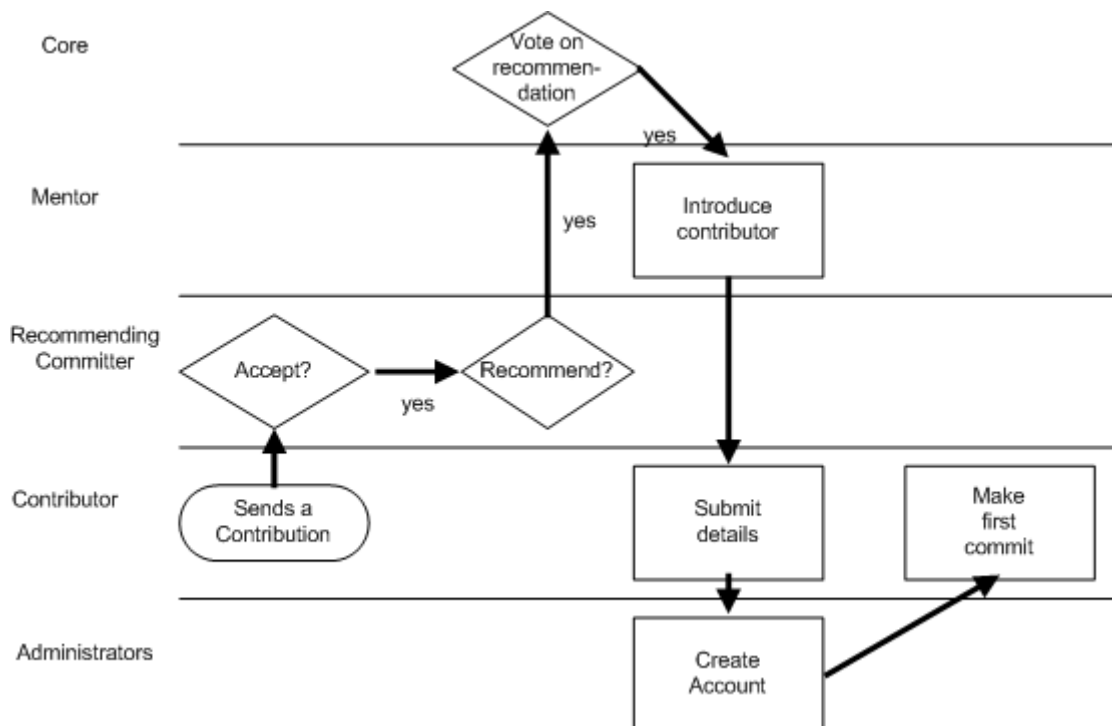 Core
Vote on
recommen-
dation
yes
Mentor
Introduce
contributor
yes
Recommending
Committer
Accept?
yes
Recommend?
Contributor
Sends a
Contribution
Submit
details
Make
first
commit
Administrators
Create
Account